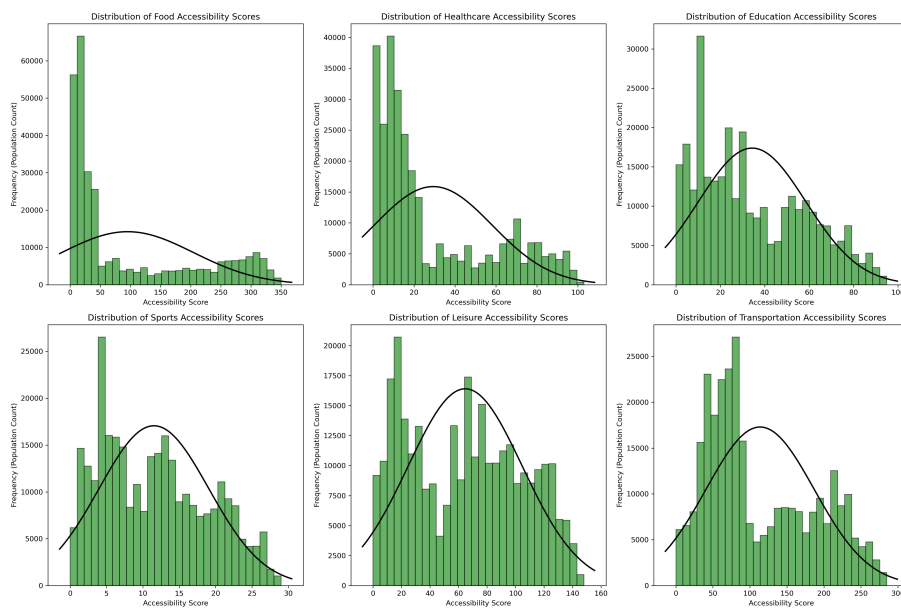 Distribution of Food Accessibility Scores
Frequency (Population Count)
60000
50000
40000
30000
20000
10000
0
0 50 100 150 200 250 300 350
Accessibility Score
Distribution of Healthcare Accessibility Scores
Frequency (Population Count)
40000
35000
30000
25000
20000
15000
10000
5000
0
0 20 40 60 80 100
Accessibility Score
Distribution of Education Accessibility Scores
Frequency (Population Count)
30000
25000
20000
15000
10000
5000
0
0 20 40 60 80 100
Accessibility Score
Distribution of Sports Accessibility Scores
Frequency (Population Count)
25000
20000
15000
10000
5000
0
0 5 10 15 20 25 30
Accessibility Score
Distribution of Leisure Accessibility Scores
Frequency (Population Count)
20000
17500
15000
12500
10000
7500
5000
2500
0
0 20 40 60 80 100 120 140 160
Accessibility Score
Distribution of Transportation Accessibility Scores
Frequency (Population Count)
25000
20000
15000
10000
5000
0
0 50 100 150 200 250 300
Accessibility Score